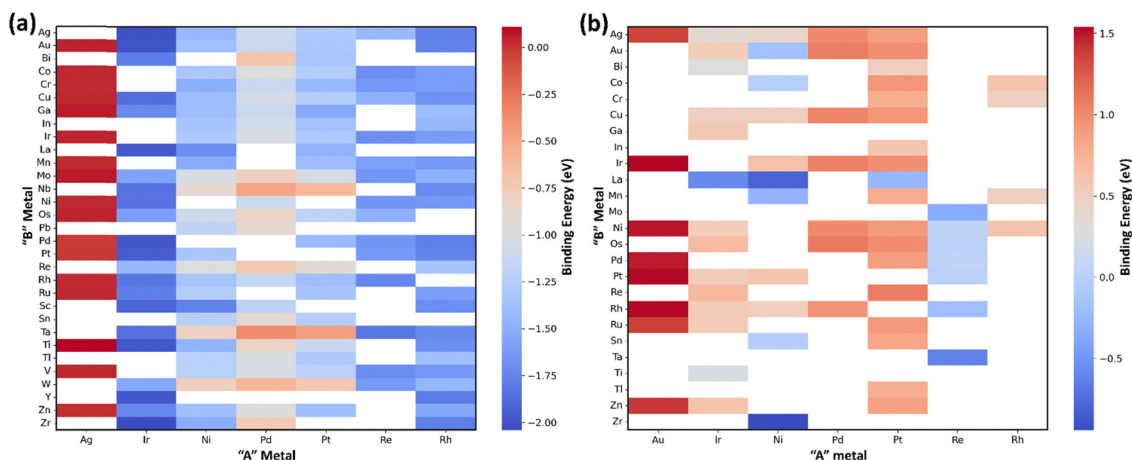 (a)
"B" Metal
Ag
Au
Bi
Co
Cr
Cu
Ga
In
Ir
La
Mn
Mo
Nb
Ni
Os
Pb
Pd
Pt
Re
Rh
Ru
Sc
Sn
Ta
Ti
Tl
V
W
Y
Zn
Zr
Ag Ir Ni Pd Pt Re Rh
"A" Metal
0.00
−0.25
−0.50
−0.75
−1.00
−1.25
−1.50
−1.75
−2.00
Binding Energy (eV)
(b)
"B" Metal
Ag
Au
Bi
Co
Cr
Cu
Ga
In
Ir
La
Mn
Mo
Ni
Os
Pd
Pt
Re
Rh
Ru
Sn
Ta
Ti
Tl
Zn
Zr
Au Ir Ni Pd Pt Re Rh
"A" metal
1.5
1.0
0.5
0.0
−0.5
Binding Energy (eV)